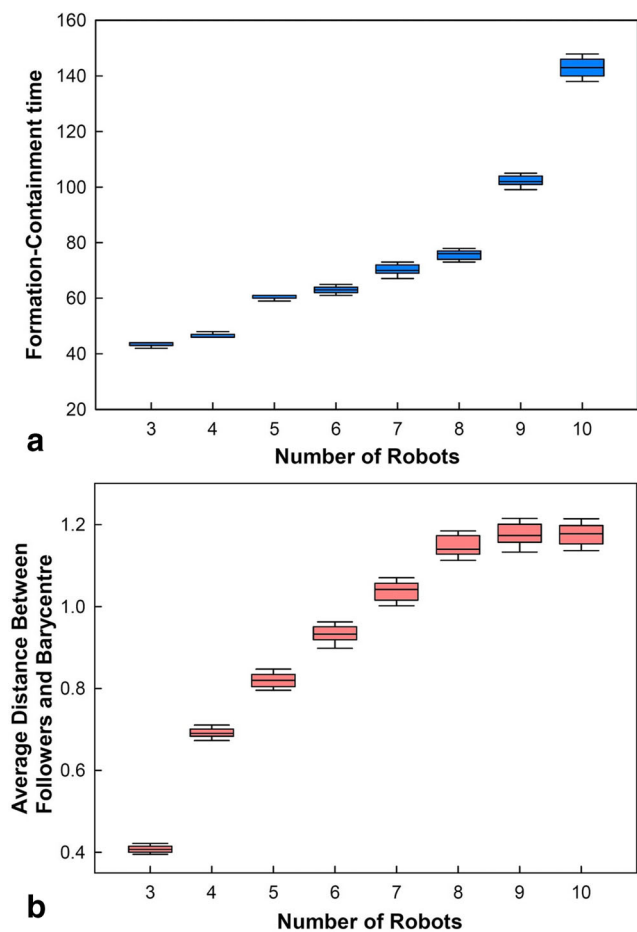 Formation-Containment time
140
120
100
80
60
40
20
3 4 5 6 7 8 9 10
Number of Robots
a
Average Distance Between
Followers and Barycentre
1.2
1.0
0.8
0.6
0.4
3 4 5 6 7 8 9 10
Number of Robots
b